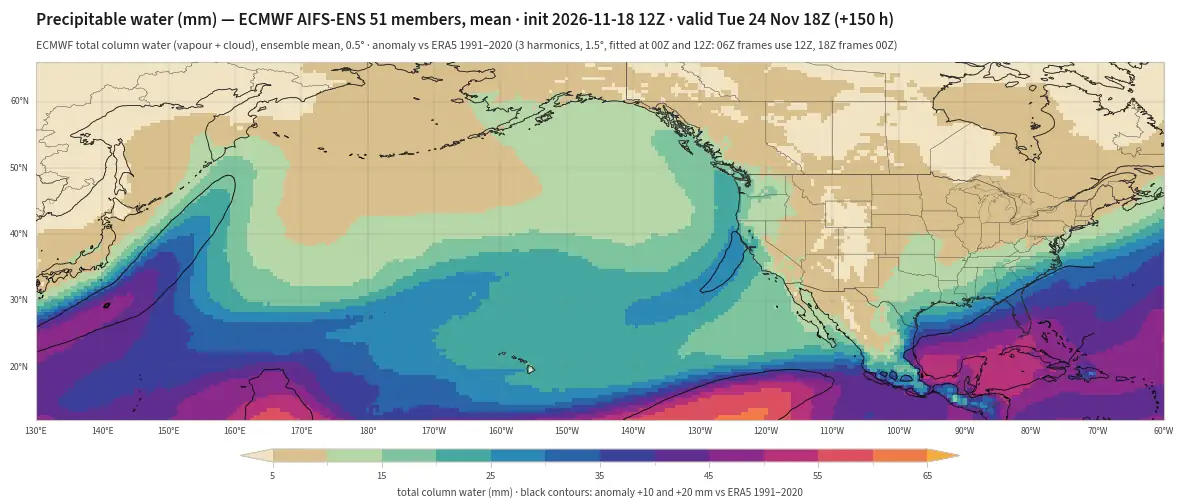 Precipitable water (mm) — ECMWF AIFS-ENS 51 members, mean · init 2026-11-18 12Z · valid Tue 24 Nov 18Z (+150 h)
ECMWF total column water (vapour + cloud), ensemble mean, 0.5° · anomaly vs ERA5 1991–2020 (3 harmonics, 1.5°, fitted at 00Z and 12Z: 06Z frames use 12Z, 18Z frames 00Z)
60°N
50°N
40°N
30°N
20°N
130°E 140°E 150°E 160°E 170°E 180° 170°W 160°W 150°W 140°W 130°W 120°W 110°W 100°W 90°W 80°W 70°W 60°W
5 15 25 35 45 55 65
total column water (mm) · black contours: anomaly +10 and +20 mm vs ERA5 1991–2020